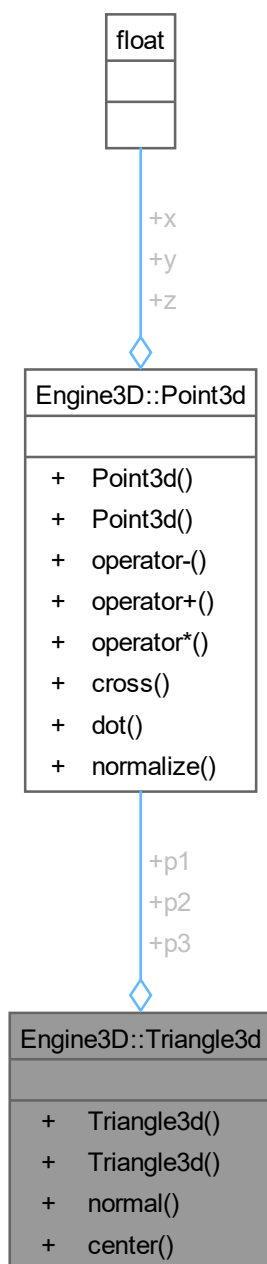 float
+x
+y
+z
Engine3D::Point3d
+ Point3d()
+ Point3d()
+ operator-()
+ operator+()
+ operator*()
+ cross()
+ dot()
+ normalize()
+p1
+p2
+p3
Engine3D::Triangle3d
+ Triangle3d()
+ Triangle3d()
+ normal()
+ center()